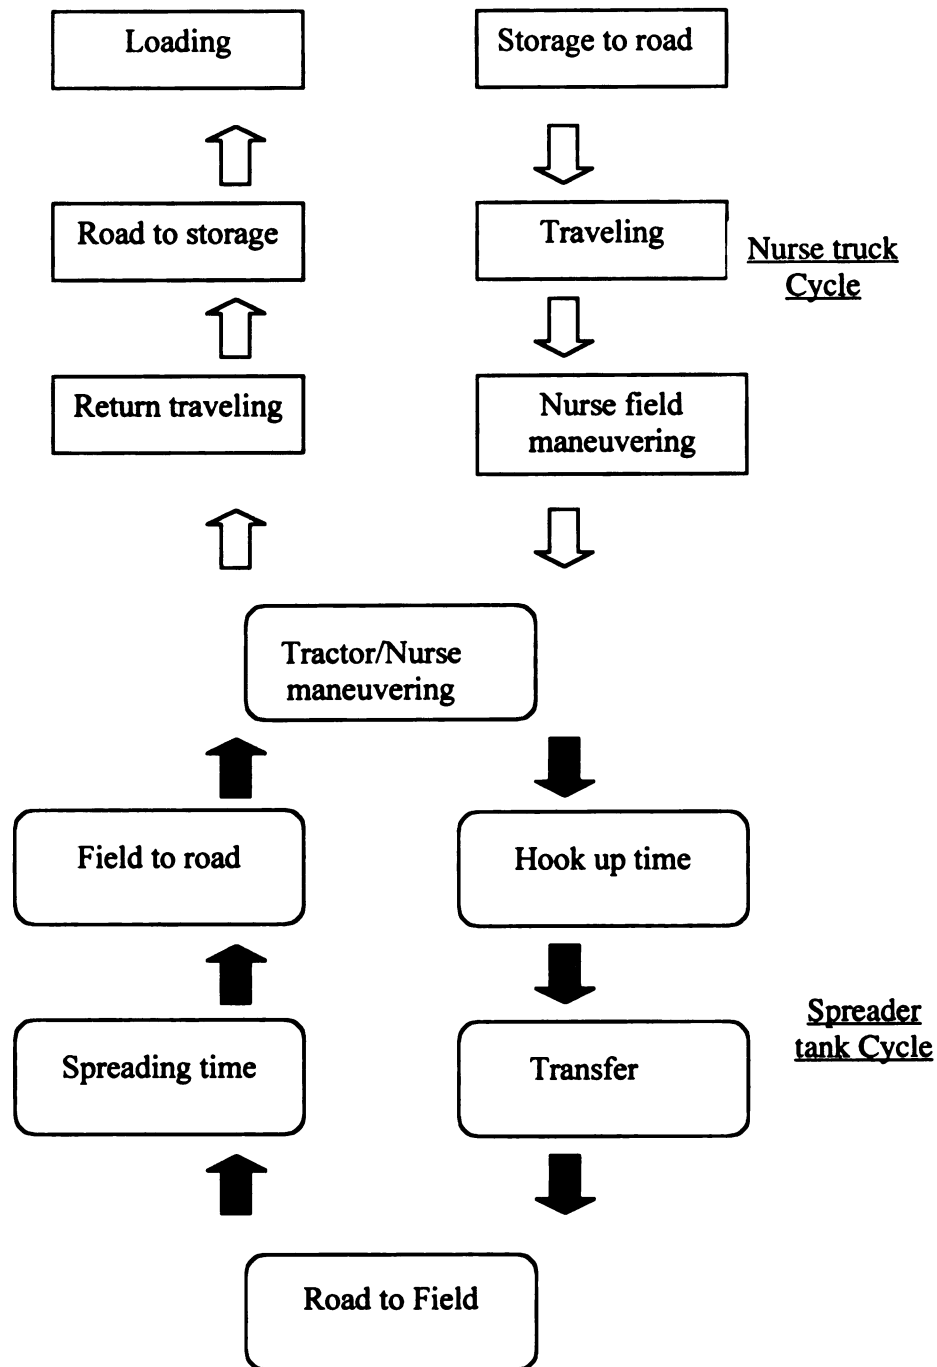 Loading
Storage to road
Road to storage
Traveling
Nurse truck
Cycle
Return traveling
Nurse field
maneuvering
Tractor/Nurse
maneuvering
Field to road
Hook up time
Spreading time
Transfer
Spreader
tank Cycle
Road to Field